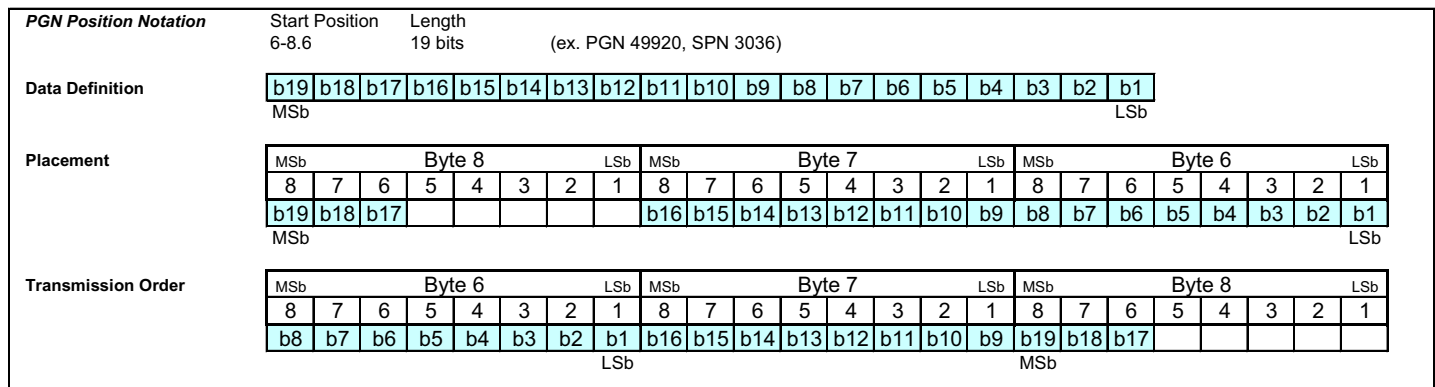 PGN Position Notation Start Position Length
6-8.6 19 bits (ex. PGN 49920, SPN 3036)
Data Definition b19 b18 b17 b16 b15 b14 b13 b12 b11 b10 b9 b8 b7 b6 b5 b4 b3 b2 b1
MSb LSb
Placement MSb Byte 8 LSb MSb Byte 7 LSb MSb Byte 6 LSb
8 7 6 5 4 3 2 1 8 7 6 5 4 3 2 1 8 7 6 5 4 3 2 1
b19 b18 b17 b16 b15 b14 b13 b12 b11 b10 b9 b8 b7 b6 b5 b4 b3 b2 b1
MSb LSb
Transmission Order MSb Byte 6 LSb MSb Byte 7 LSb MSb Byte 8 LSb
8 7 6 5 4 3 2 1 8 7 6 5 4 3 2 1 8 7 6 5 4 3 2 1
b8 b7 b6 b5 b4 b3 b2 b1 b16 b15 b14 b13 b12 b11 b10 b9 b19 b18 b17
LSb MSb